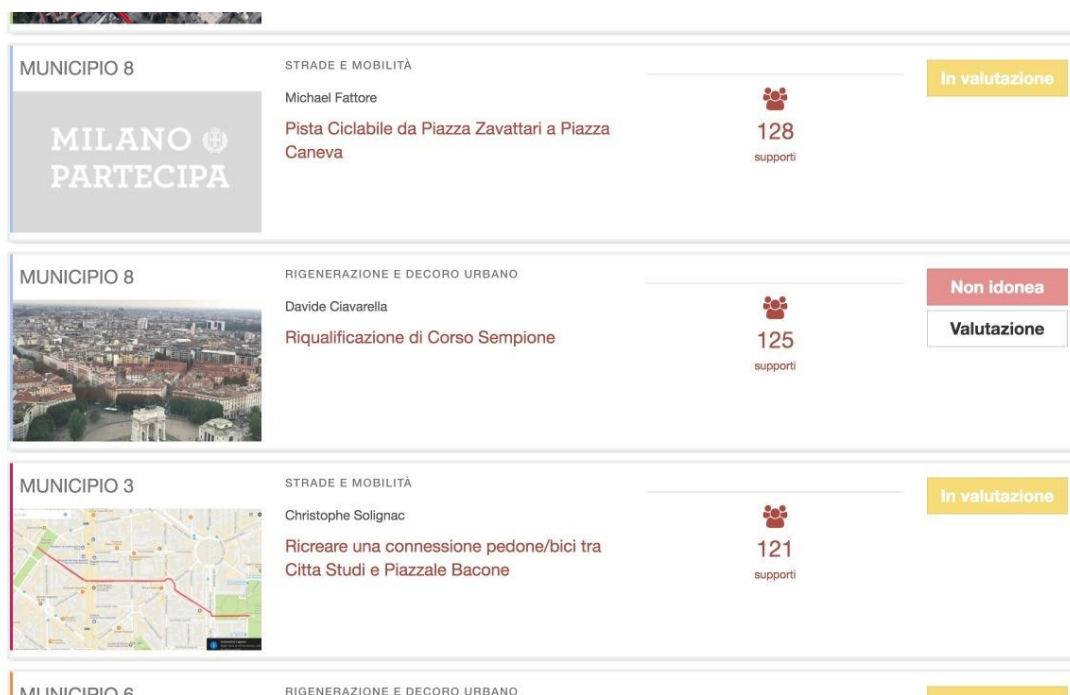 MUNICIPIO 8
STRADE E MOBILITÀ
Michael Fattore
Pista Ciclabile da Piazza Zavattari a Piazza
Caneva
128
supporti
In valutazione
MILANO
PARTECIPA
MUNICIPIO 8
RIGENERAZIONE E DECORO URBANO
Davide Ciavarella
Riqualificazione di Corso Sempione
125
supporti
Non idonea
Valutazione
MUNICIPIO 3
STRADE E MOBILITÀ
Christophe Solignac
Ricreare una connessione pedone/bici tra
Citta Studi e Piazzale Bacone
121
supporti
In valutazione
MUNICIPIO 6
RIGENERAZIONE E DECORO URBANO